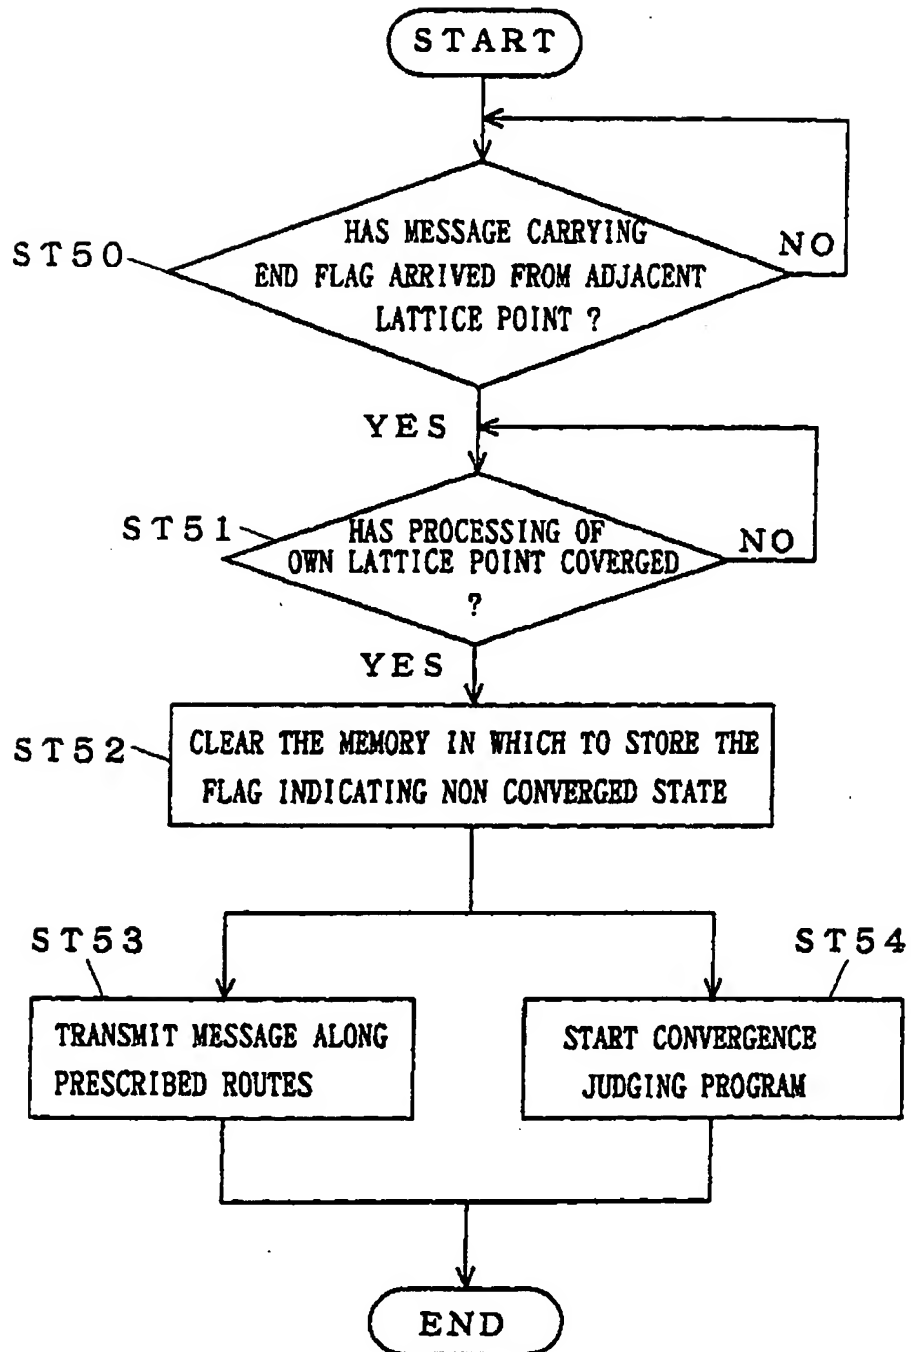 START
HAS MESSAGE CARRYING
ST50
NO
END FLAG ARRIVED FROM ADJACENT
LATTICE POINT ?
YES
ST51
HAS PROCESSING OF
NO
OWN LATTICE POINT COVERGED
?
YES
ST52
CLEAR THE MEMORY IN WHICH TO STORE THE
FLAG INDICATING NON CONVERGED STATE
ST53
ST54
TRANSMIT MESSAGE ALONG
PRESCRIBED ROUTES
START CONVERGENCE
JUDGING PROGRAM
END